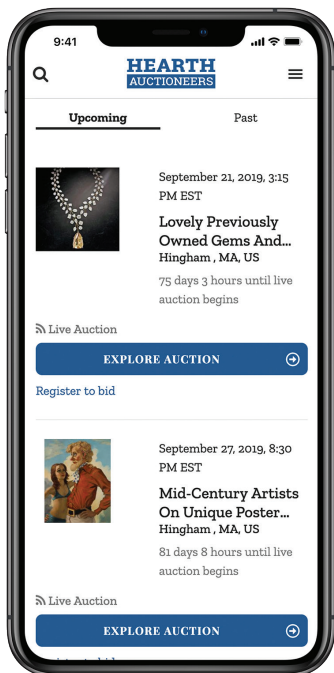 9:41
HEARTH
AUCTIONEERS
Upcoming
Past
September 21, 2019, 3:15
PM EST
Lovely Previously
Owned Gems And...
Hingham , MA, US
75 days 3 hours until live
auction begins
Live Auction
EXPLORE AUCTION
Register to bid
September 27, 2019, 8:30
PM EST
Mid-Century Artists
On Unique Poster...
Hingham , MA, US
81 days 8 hours until live
auction begins
Live Auction
EXPLORE AUCTION